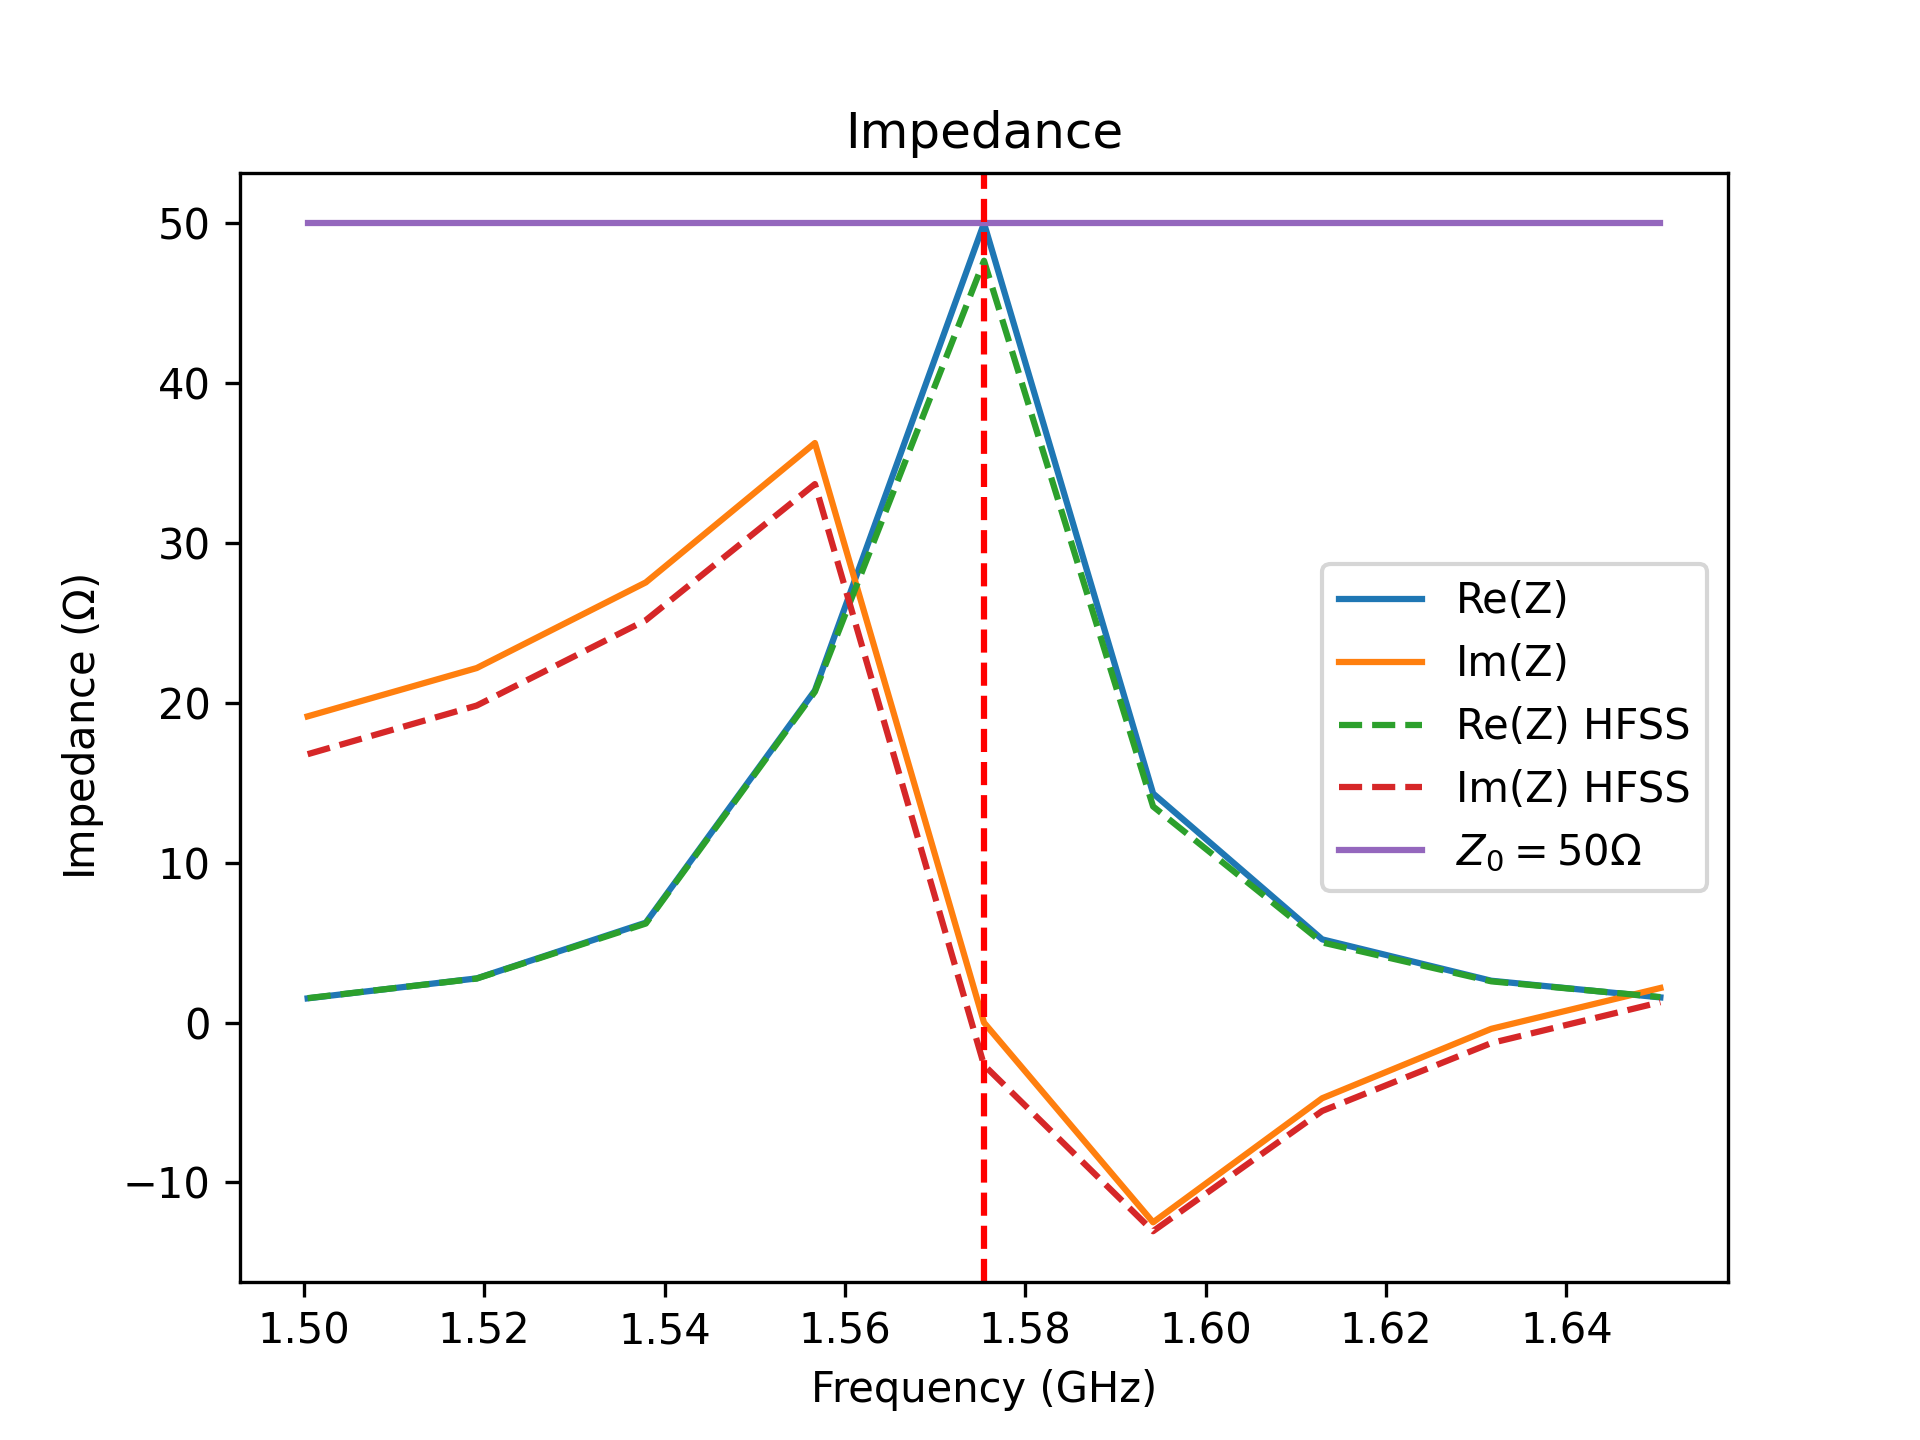 Impedance
50
40
30
20
10
0
−10
Impedance (Ω)
Re(Z)
Im(Z)
Re(Z) HFSS
Im(Z) HFSS
Z₀ = 50Ω
1.50 1.52 1.54 1.56 1.58 1.60 1.62 1.64
Frequency (GHz)